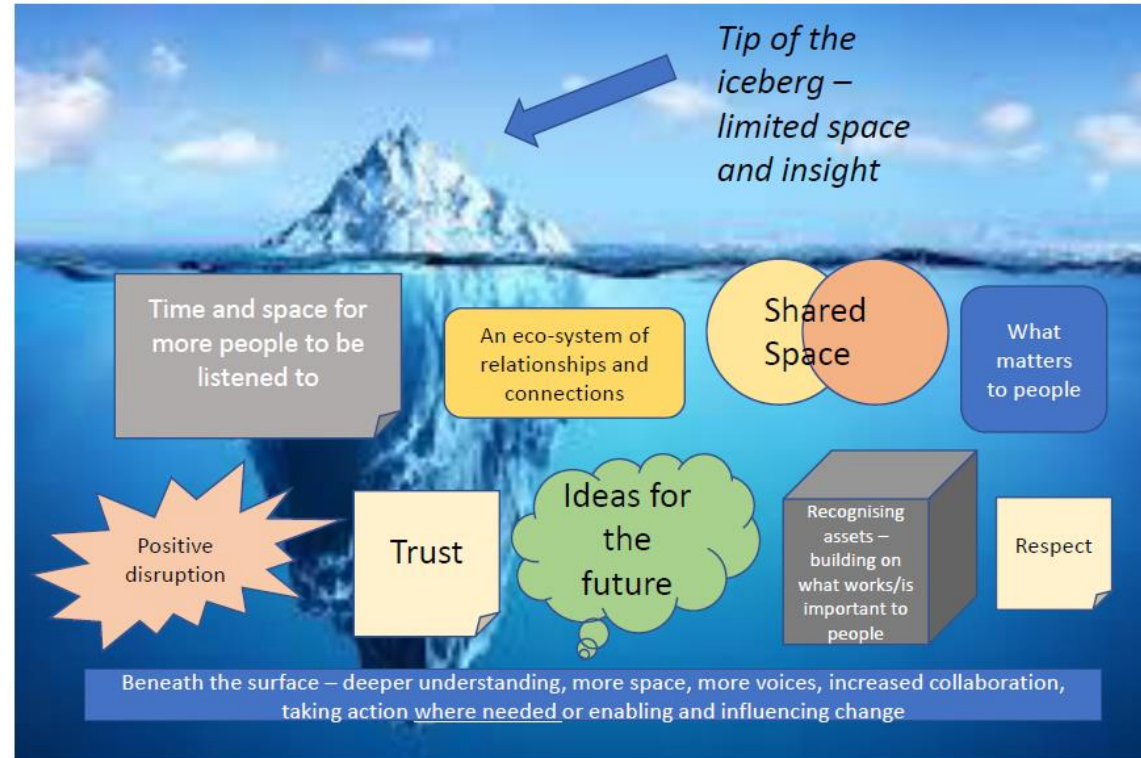 Tip of the
iceberg –
limited space
and insight
Time and space for
more people to be
listened to
An eco-system of
relationships and
connections
Shared
Space
What
matters
to people
Positive
disruption
Trust
Ideas for
the
future
Recognising
assets –
building on
what works/is
important to
people
Respect
Beneath the surface – deeper understanding, more space, more voices, increased collaboration,
taking action where needed or enabling and influencing change